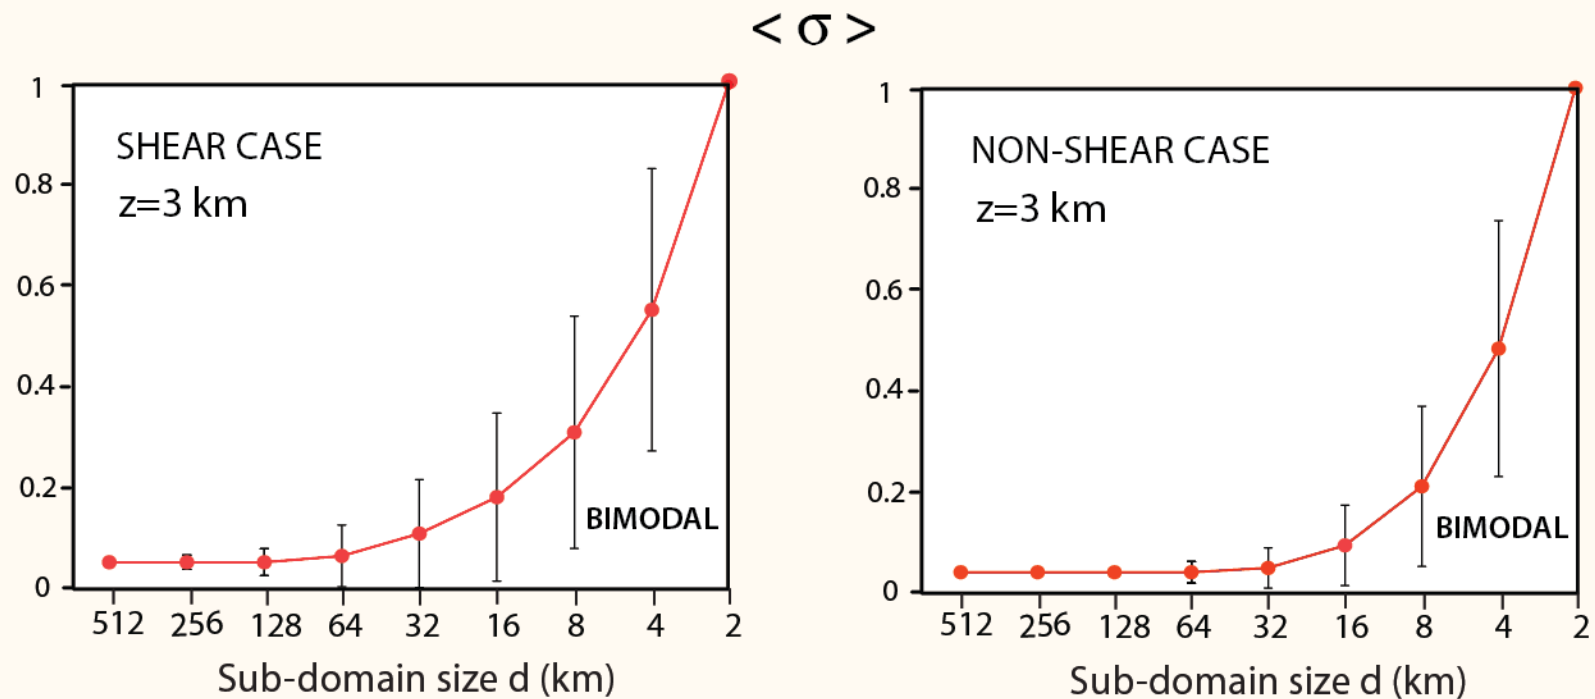 < σ >
SHEAR CASE
z=3 km
BIMODAL
1
0.8
0.6
0.4
0.2
0
512 256 128 64 32 16 8 4 2
Sub-domain size d (km)
NON-SHEAR CASE
z=3 km
BIMODAL
1
0.8
0.6
0.4
0.2
0
512 256 128 64 32 16 8 4 2
Sub-domain size d (km)